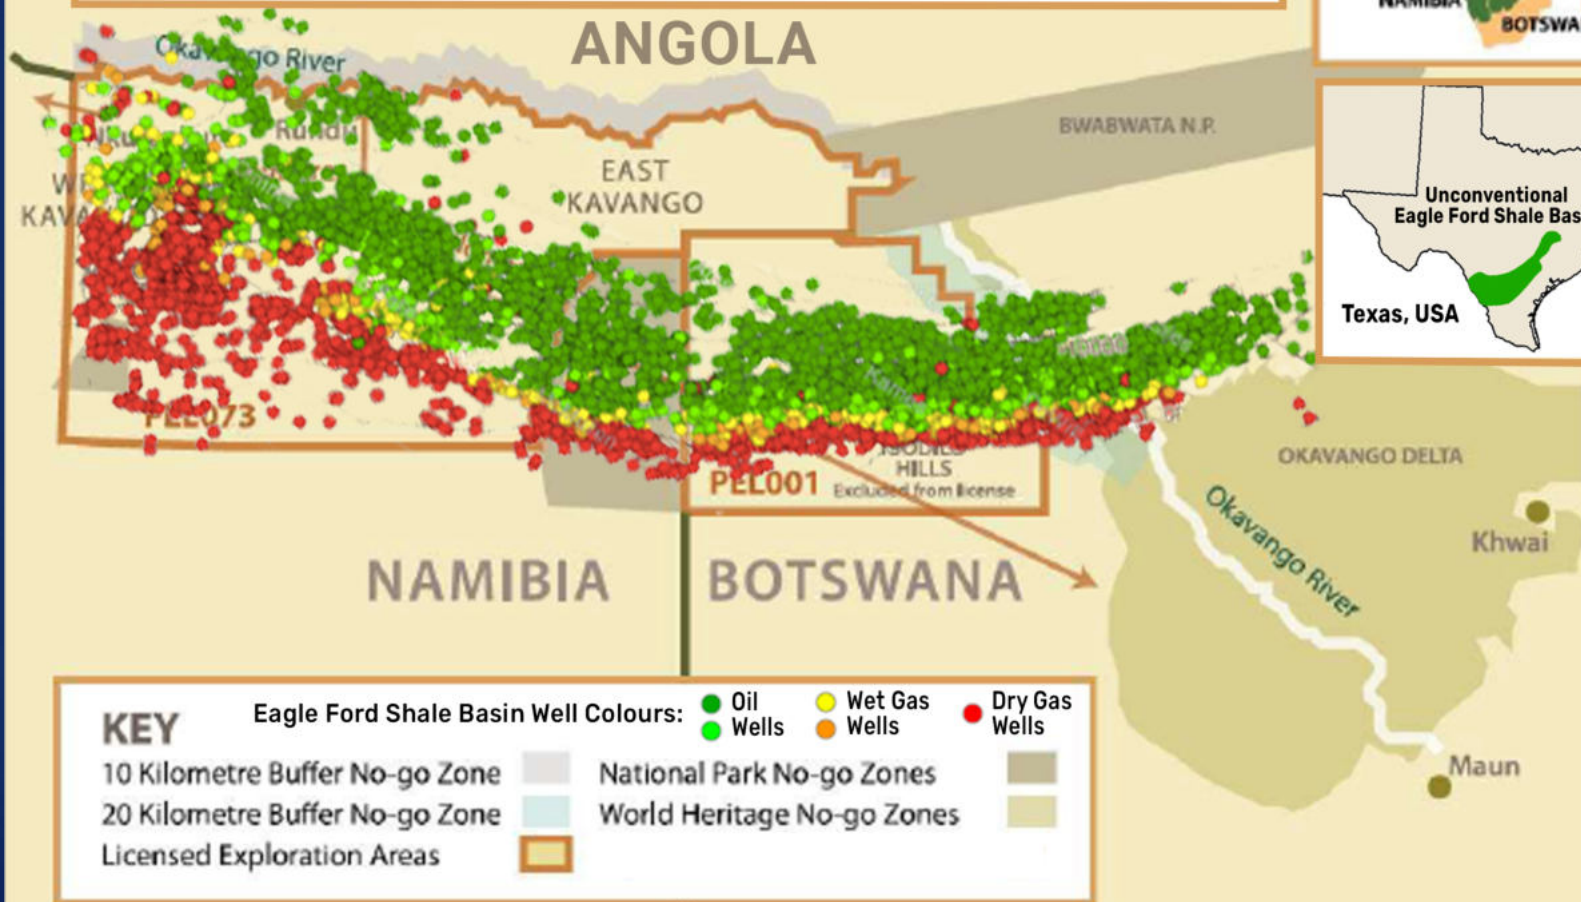 ANGOLA
NAMIBIA
BOTSWA
Okavango River
BWABWATA N.P.
Rundu
EAST
KAVANGO
Unconventional
Eagle Ford Shale Bas
Texas, USA
PEL073
TSODILO
HILLS
PEL001
Excluded from license
OKAVANGO DELTA
Okavango River
Khwai
NAMIBIA
BOTSWANA
Maun
KEY
Eagle Ford Shale Basin Well Colours:
Oil
Wells
Wet Gas
Wells
Dry Gas
Wells
10 Kilometre Buffer No-go Zone
National Park No-go Zones
20 Kilometre Buffer No-go Zone
World Heritage No-go Zones
Licensed Exploration Areas